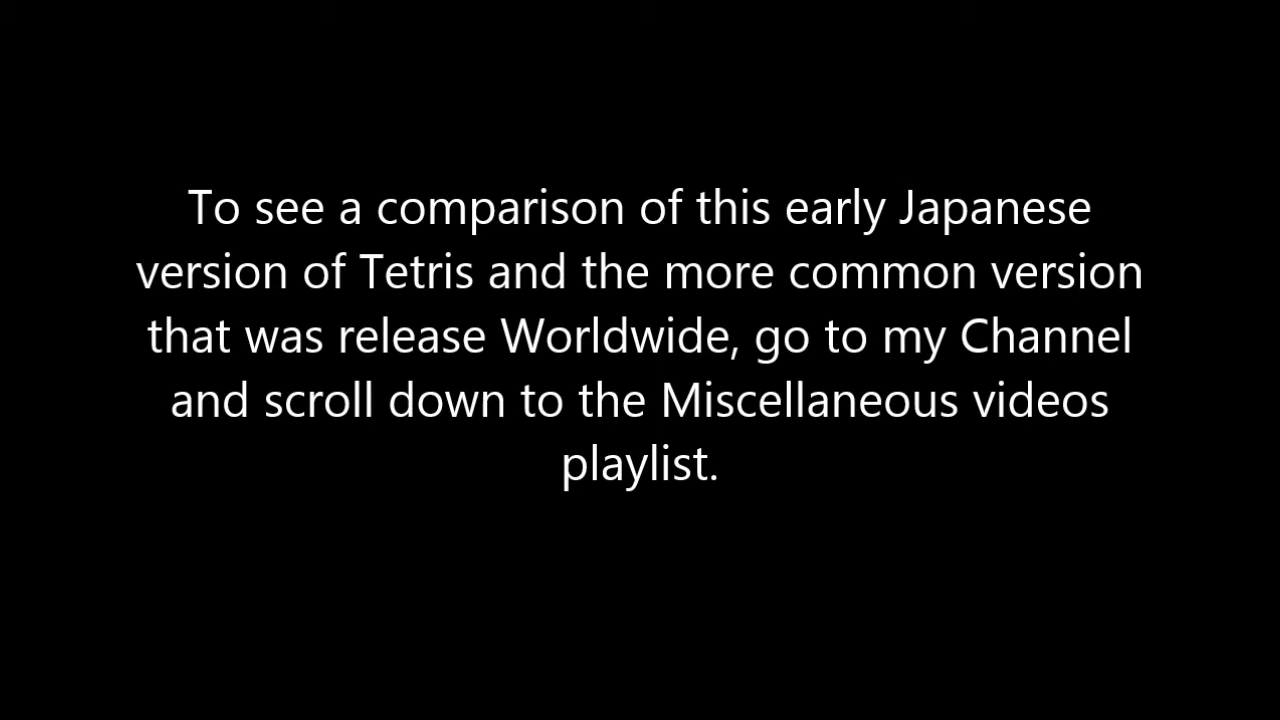 To see a comparison of this early Japanese
version of Tetris and the more common version
that was release Worldwide, go to my Channel
and scroll down to the Miscellaneous videos
playlist.